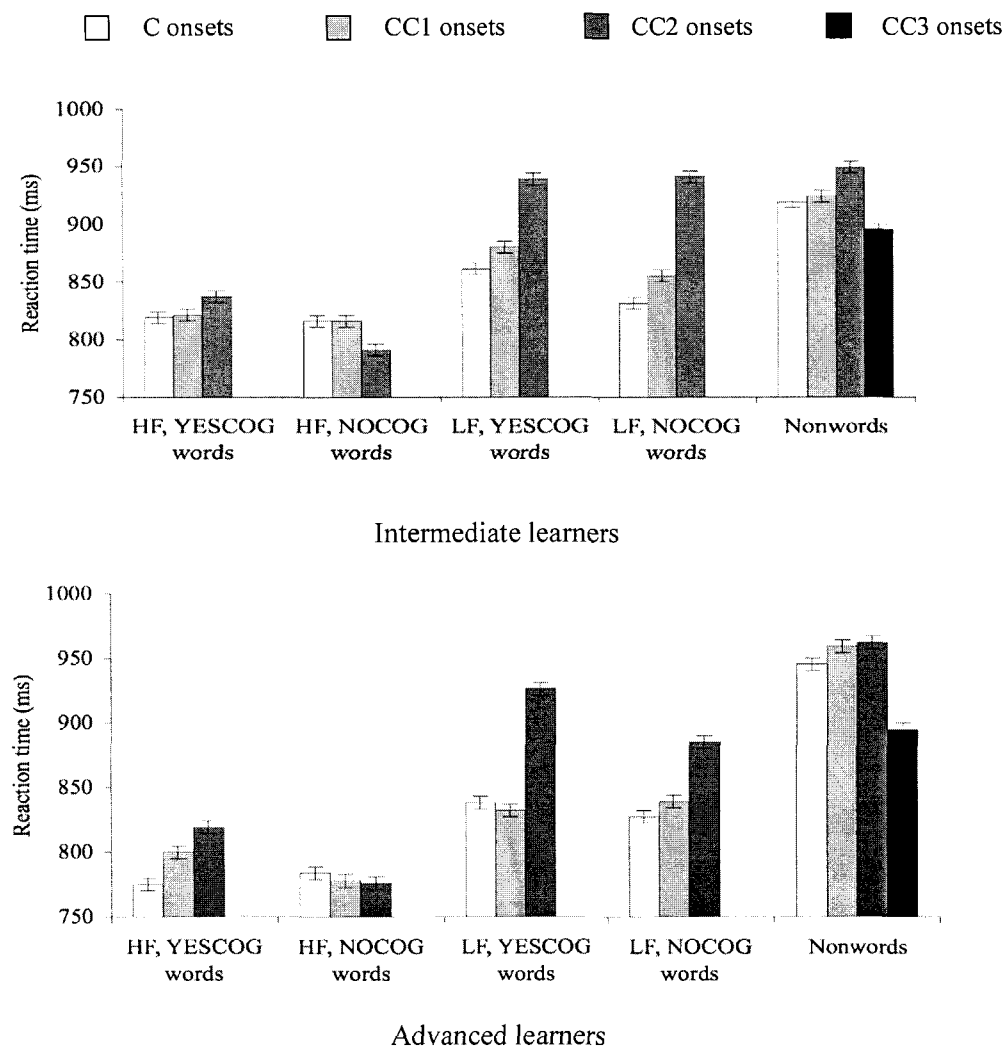 C onsets CC1 onsets CC2 onsets CC3 onsets
1000
950
900
850
800
750
Reaction time (ms)
HF, YESCOG words
HF, NOCOG words
LF, YESCOG words
LF, NOCOG words
Nonwords
Intermediate learners
1000
950
900
850
800
750
Reaction time (ms)
HF, YESCOG words
HF, NOCOG words
LF, YESCOG words
LF, NOCOG words
Nonwords
Advanced learners